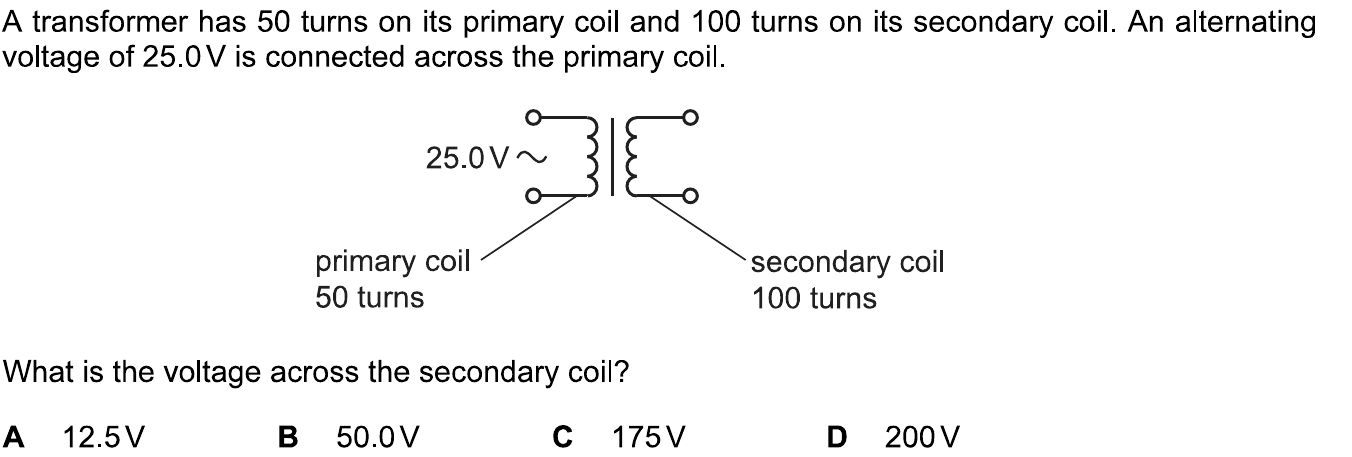 A transformer has 50 turns on its primary coil and 100 turns on its secondary coil. An alternating
voltage of 25.0 V is connected across the primary coil.
25.0 V ~
primary coil
50 turns
secondary coil
100 turns
What is the voltage across the secondary coil?
A 12.5 V B 50.0 V C 175 V D 200 V